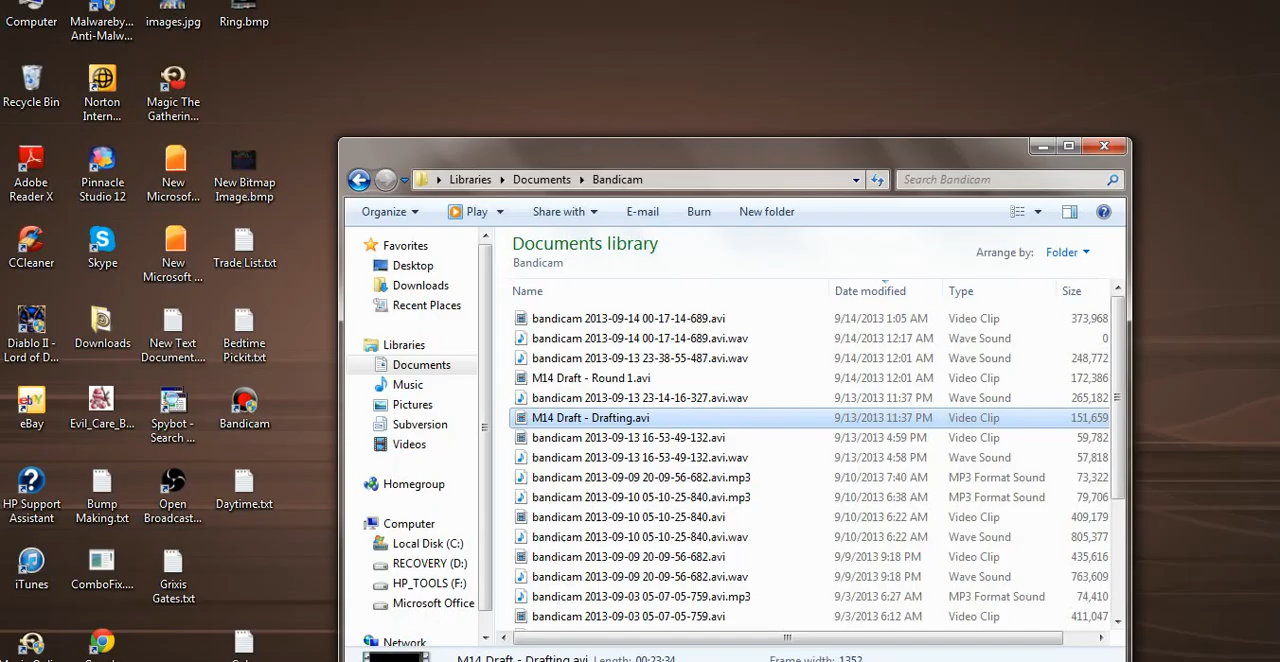 Computer
Malwareby...
Anti-Malw...
images.jpg
Ring.bmp
Recycle Bin
Norton
Intern...
Magic The
Gatherin...
Adobe
Reader X
Pinnacle
Studio 12
New
Microsof...
New Bitmap
Image.bmp
CCleaner
Skype
New
Microsoft ...
Trade List.txt
Diablo II -
Lord of D...
Downloads
New Text
Document....
Bedtime
Pickit.txt
eBay
Evil_Care_B...
Spybot -
Search ...
Bandicam
HP Support
Assistant
Bump
Making.txt
Open
Broadcast...
Daytime.txt
iTunes
ComboFix....
Grixis
Gates.txt
Libraries Documents Bandicam
Search Bandicam
Organize Play Share with E-mail Burn New folder
Favorites
Desktop
Downloads
Recent Places
Libraries
Documents
Music
Pictures
Subversion
Videos
Homegroup
Computer
Local Disk (C:)
RECOVERY (D:)
HP_TOOLS (F:)
Microsoft Office
Network
Documents library
Bandicam
Arrange by: Folder
Name Date modified Type Size
bandicam 2013-09-14 00-17-14-689.avi 9/14/2013 1:05 AM Video Clip 373,968
bandicam 2013-09-14 00-17-14-689.avi.wav 9/14/2013 12:17 AM Wave Sound 0
bandicam 2013-09-13 23-38-55-487.avi.wav 9/14/2013 12:01 AM Wave Sound 248,772
M14 Draft - Round 1.avi 9/14/2013 12:01 AM Video Clip 172,386
bandicam 2013-09-13 23-14-16-327.avi.wav 9/13/2013 11:37 PM Wave Sound 265,182
M14 Draft - Drafting.avi 9/13/2013 11:37 PM Video Clip 151,659
bandicam 2013-09-13 16-53-49-132.avi 9/13/2013 4:59 PM Video Clip 59,782
bandicam 2013-09-13 16-53-49-132.avi.wav 9/13/2013 4:58 PM Wave Sound 57,818
bandicam 2013-09-09 20-09-56-682.avi.mp3 9/10/2013 7:40 AM MP3 Format Sound 73,322
bandicam 2013-09-10 05-10-25-840.avi.mp3 9/10/2013 6:38 AM MP3 Format Sound 79,706
bandicam 2013-09-10 05-10-25-840.avi 9/10/2013 6:22 AM Video Clip 409,179
bandicam 2013-09-10 05-10-25-840.avi.wav 9/10/2013 6:22 AM Wave Sound 805,377
bandicam 2013-09-09 20-09-56-682.avi 9/9/2013 9:18 PM Video Clip 435,616
bandicam 2013-09-09 20-09-56-682.avi.wav 9/9/2013 9:18 PM Wave Sound 763,609
bandicam 2013-09-03 05-07-05-759.avi.mp3 9/3/2013 6:27 AM MP3 Format Sound 74,410
bandicam 2013-09-03 05-07-05-759.avi 9/3/2013 6:12 AM Video Clip 411,047
M14 Draft - Drafting.avi Length: 00:23:34 Frame width: 1352